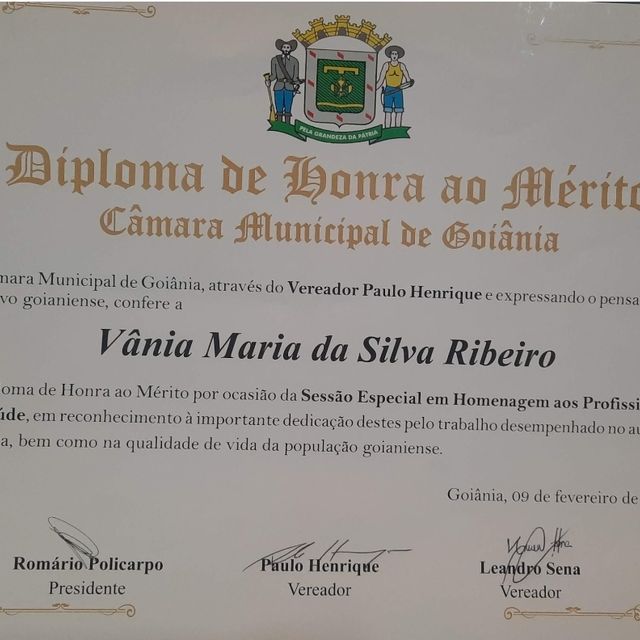 PELA GRANDEZA DA PÁTRIA
Diploma de Honra ao Mérito
Câmara Municipal de Goiânia
mara Municipal de Goiânia, através do Vereador Paulo Henrique e expressando o pensa
vo goianiense, confere a
Vânia Maria da Silva Ribeiro
loma de Honra ao Mérito por ocasião da Sessão Especial em Homenagem aos Profissi
úde, em reconhecimento à importante dedicação destes pelo trabalho desempenhado no au
a, bem como na qualidade de vida da população goianiense.
Goiânia, 09 de fevereiro de
Romário Policarpo Paulo Henrique Leandro Sena
Presidente Vereador Vereador